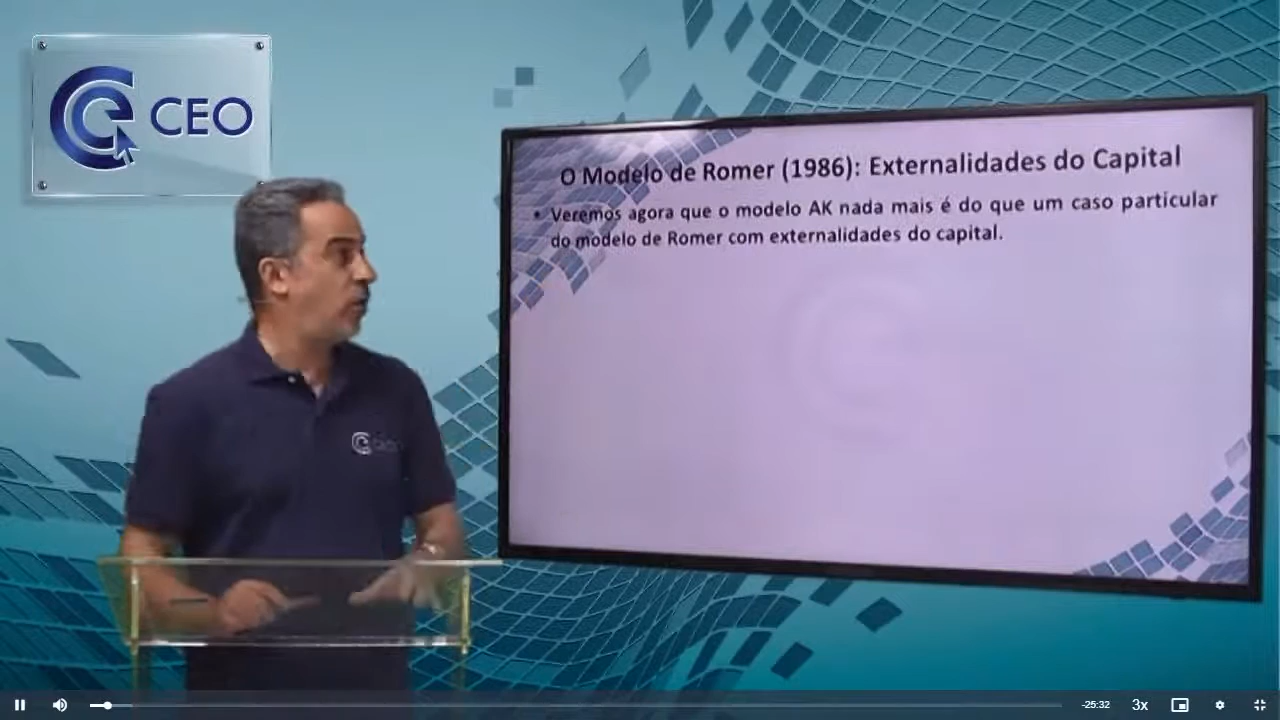 CEO
O Modelo de Romer (1986): Externalidades do Capital
• Veremos agora que o modelo AK nada mais é do que um caso particular
do modelo de Romer com externalidades do capital.
-25:32
3x